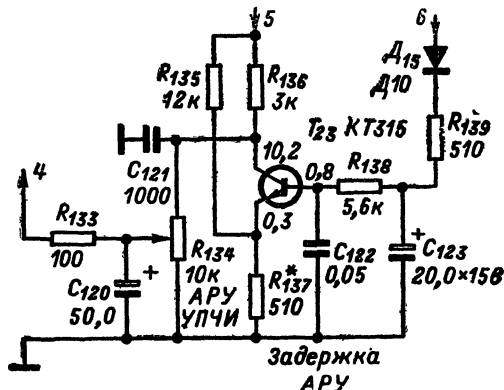 5
6
R135
12к
R136
3к
Д15
Д10
T23 КТ316
R139
510
C121
1000
10,2
0,8
R138
5,6к
4
R133
100
R134
10к
АРУ
УПЧИ
0,3
C120
50,0
+
R137*
510
C122
0,05
+
C123
20,0×15в
Задержка
АРУ